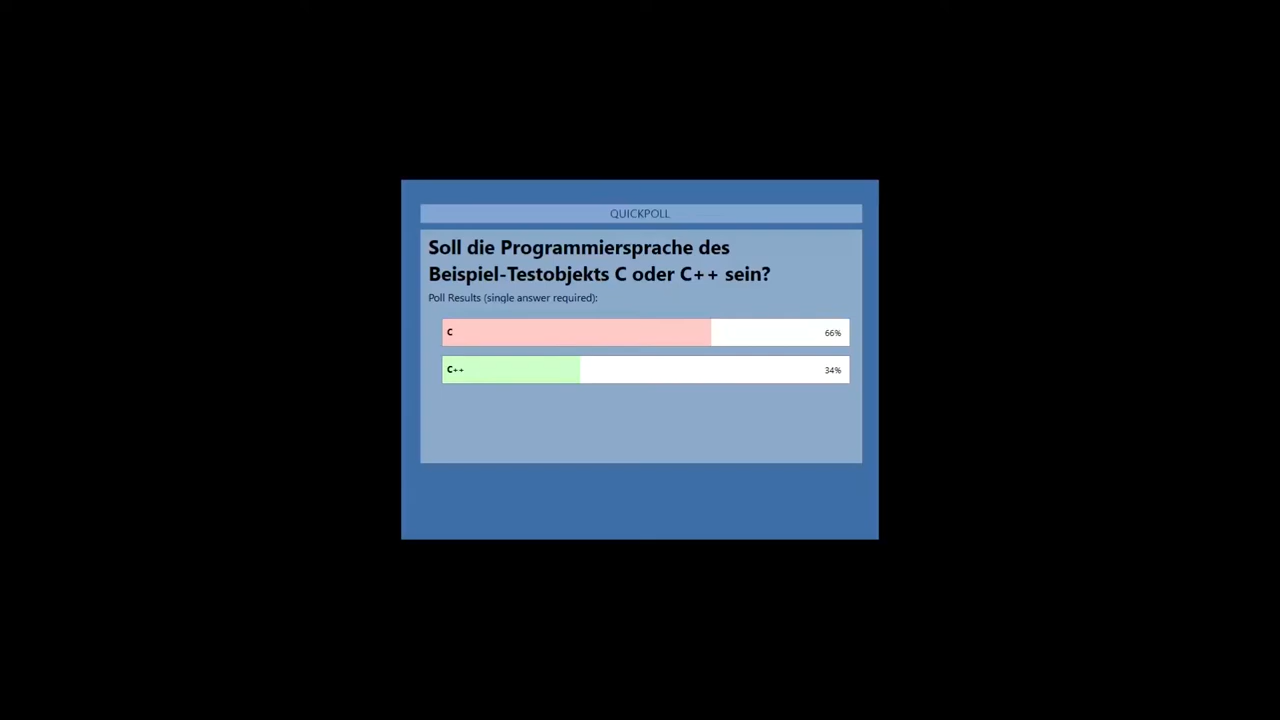 QUICKPOLL
Soll die Programmiersprache des
Beispiel-Testobjekts C oder C++ sein?
Poll Results (single answer required):
C 66%
C++ 34%